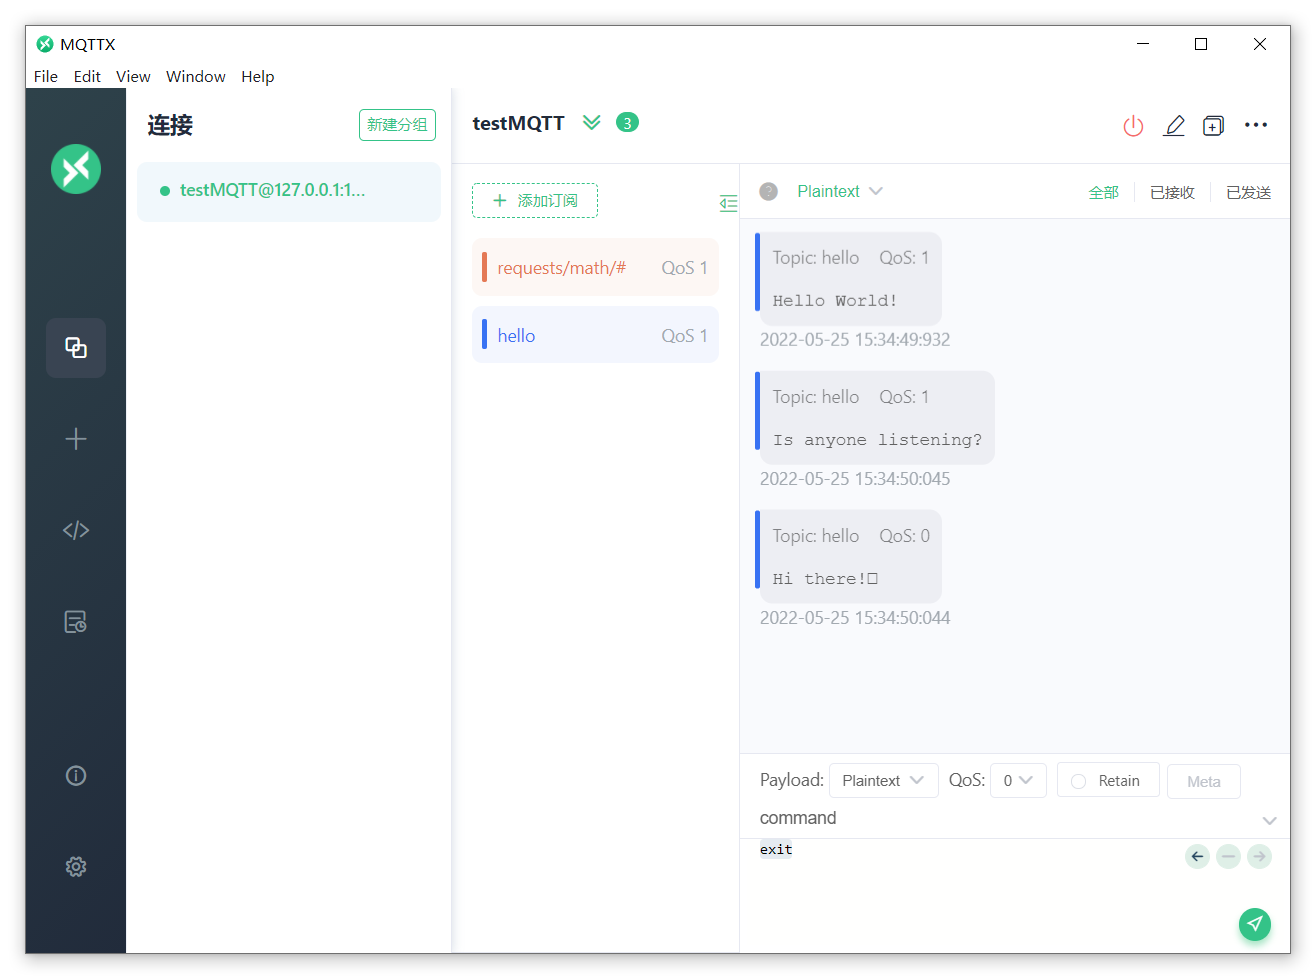 MQTTX
File Edit View Window Help
连接
新建分组
testMQTT@127.0.0.1:1...
testMQTT 3
添加订阅
requests/math/# QoS 1
hello QoS 1
Plaintext 全部 已接收 已发送
Topic: hello QoS: 1
Hello World!
2022-05-25 15:34:49:932
Topic: hello QoS: 1
Is anyone listening?
2022-05-25 15:34:50:045
Topic: hello QoS: 0
Hi there!□
2022-05-25 15:34:50:044
Payload: Plaintext QoS: 0 Retain Meta
command
exit